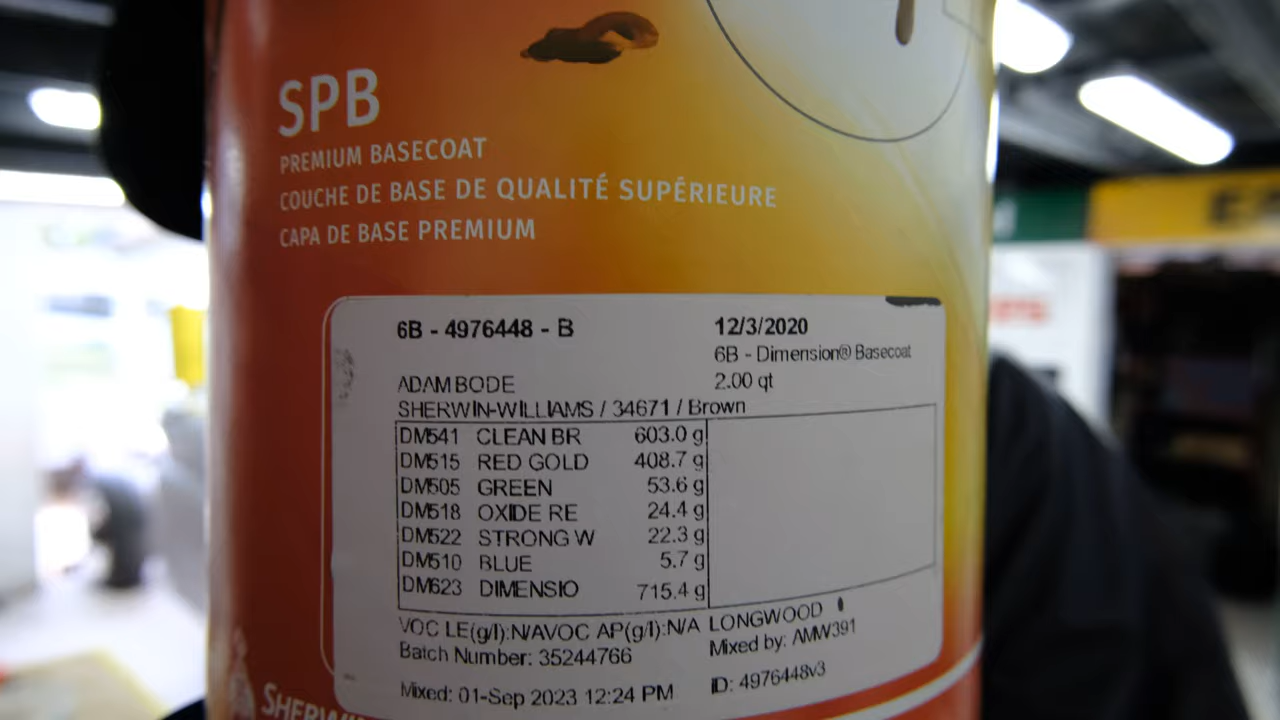 SPB
PREMIUM BASECOAT
COUCHE DE BASE DE QUALITÉ SUPÉRIEURE
CAPA DE BASE PREMIUM
6B - 4976448 - B 12/3/2020
6B - Dimension® Basecoat
ADAM BODE 2.00 qt
SHERWIN-WILLIAMS / 34671 / Brown
DM541 CLEAN BR 603.0 g
DM515 RED GOLD 408.7 g
DM505 GREEN 53.6 g
DM518 OXIDE RE 24.4 g
DM522 STRONG W 22.3 g
DM510 BLUE 5.7 g
DM623 DIMENSIO 715.4 g
VOC LE(g/l):N/AVOC AP(g/l):N/A LONGWOOD
Batch Number: 35244766 Mixed by: AMW391
Mixed: 01-Sep 2023 12:24 PM ID: 4976448v3